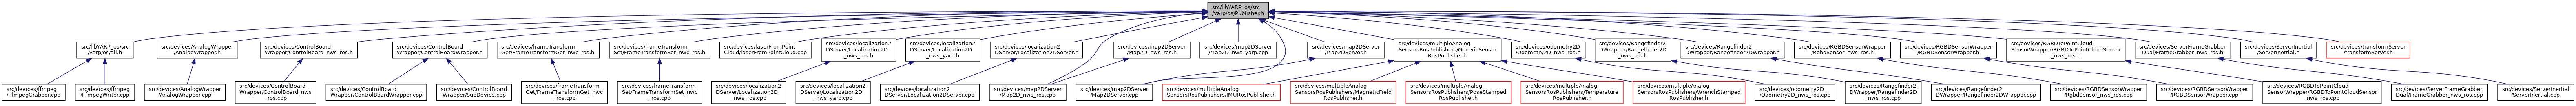 src/libYARP_os/src
/yarp/os/Publisher.h
src/libYARP_os/src
/yarp/os/all.h
src/devices/AnalogWrapper
/AnalogWrapper.h
src/devices/ControlBoard
Wrapper/ControlBoard_nws_ros.h
src/devices/ControlBoard
Wrapper/ControlBoardWrapper.h
src/devices/frameTransform
Get/FrameTransformGet_nwc_ros.h
src/devices/frameTransform
Set/FrameTransformSet_nwc_ros.h
src/devices/laserFromPoint
Cloud/laserFromPointCloud.cpp
src/devices/localization2
DServer/Localization2D
_nws_ros.h
src/devices/localization2
DServer/Localization2D
_nws_yarp.h
src/devices/localization2
DServer/Localization2DServer.h
src/devices/map2DServer
/Map2D_nws_ros.h
src/devices/map2DServer
/Map2D_nws_yarp.cpp
src/devices/map2DServer
/Map2DServer.h
src/devices/multipleAnalog
SensorsRosPublishers/GenericSensor
RosPublisher.h
src/devices/odometry2D
/Odometry2D_nws_ros.h
src/devices/Rangefinder2
DWrapper/Rangefinder2D
_nws_ros.h
src/devices/Rangefinder2
DWrapper/Rangefinder2DWrapper.h
src/devices/RGBDSensorWrapper
/RgbdSensor_nws_ros.h
src/devices/RGBDSensorWrapper
/RGBDSensorWrapper.h
src/devices/RGBDToPointCloud
SensorWrapper/RGBDToPointCloudSensor
_nws_ros.h
src/devices/ServerFrameGrabber
Dual/FrameGrabber_nws_ros.h
src/devices/ServerInertial
/ServerInertial.h
src/devices/transformServer
/transformServer.h
src/devices/ffmpeg
/FfmpegGrabber.cpp
src/devices/ffmpeg
/FfmpegWriter.cpp
src/devices/AnalogWrapper
/AnalogWrapper.cpp
src/devices/ControlBoard
Wrapper/ControlBoard_nws
_ros.cpp
src/devices/ControlBoard
Wrapper/ControlBoardWrapper.cpp
src/devices/ControlBoard
Wrapper/SubDevice.cpp
src/devices/frameTransform
Get/FrameTransformGet_nwc
_ros.cpp
src/devices/frameTransform
Set/FrameTransformSet_nwc
_ros.cpp
src/devices/localization2
DServer/Localization2D
_nws_ros.cpp
src/devices/localization2
DServer/Localization2D
_nws_yarp.cpp
src/devices/localization2
DServer/Localization2DServer.cpp
src/devices/map2DServer
/Map2D_nws_ros.cpp
src/devices/map2DServer
/Map2DServer.cpp
src/devices/multipleAnalog
SensorsRosPublishers/IMURosPublisher.h
src/devices/multipleAnalog
SensorsRosPublishers/MagneticField
RosPublisher.h
src/devices/multipleAnalog
SensorsRosPublishers/PoseStamped
RosPublisher.h
src/devices/multipleAnalog
SensorsRosPublishers/Temperature
RosPublisher.h
src/devices/multipleAnalog
SensorsRosPublishers/WrenchStamped
RosPublisher.h
src/devices/odometry2D
/Odometry2D_nws_ros.cpp
src/devices/Rangefinder2
DWrapper/Rangefinder2D
_nws_ros.cpp
src/devices/Rangefinder2
DWrapper/Rangefinder2DWrapper.cpp
src/devices/RGBDSensorWrapper
/RgbdSensor_nws_ros.cpp
src/devices/RGBDSensorWrapper
/RGBDSensorWrapper.cpp
src/devices/RGBDToPointCloud
SensorWrapper/RGBDToPointCloudSensor
_nws_ros.cpp
src/devices/ServerFrameGrabber
Dual/FrameGrabber_nws_ros.cpp
src/devices/ServerInertial
/ServerInertial.cpp